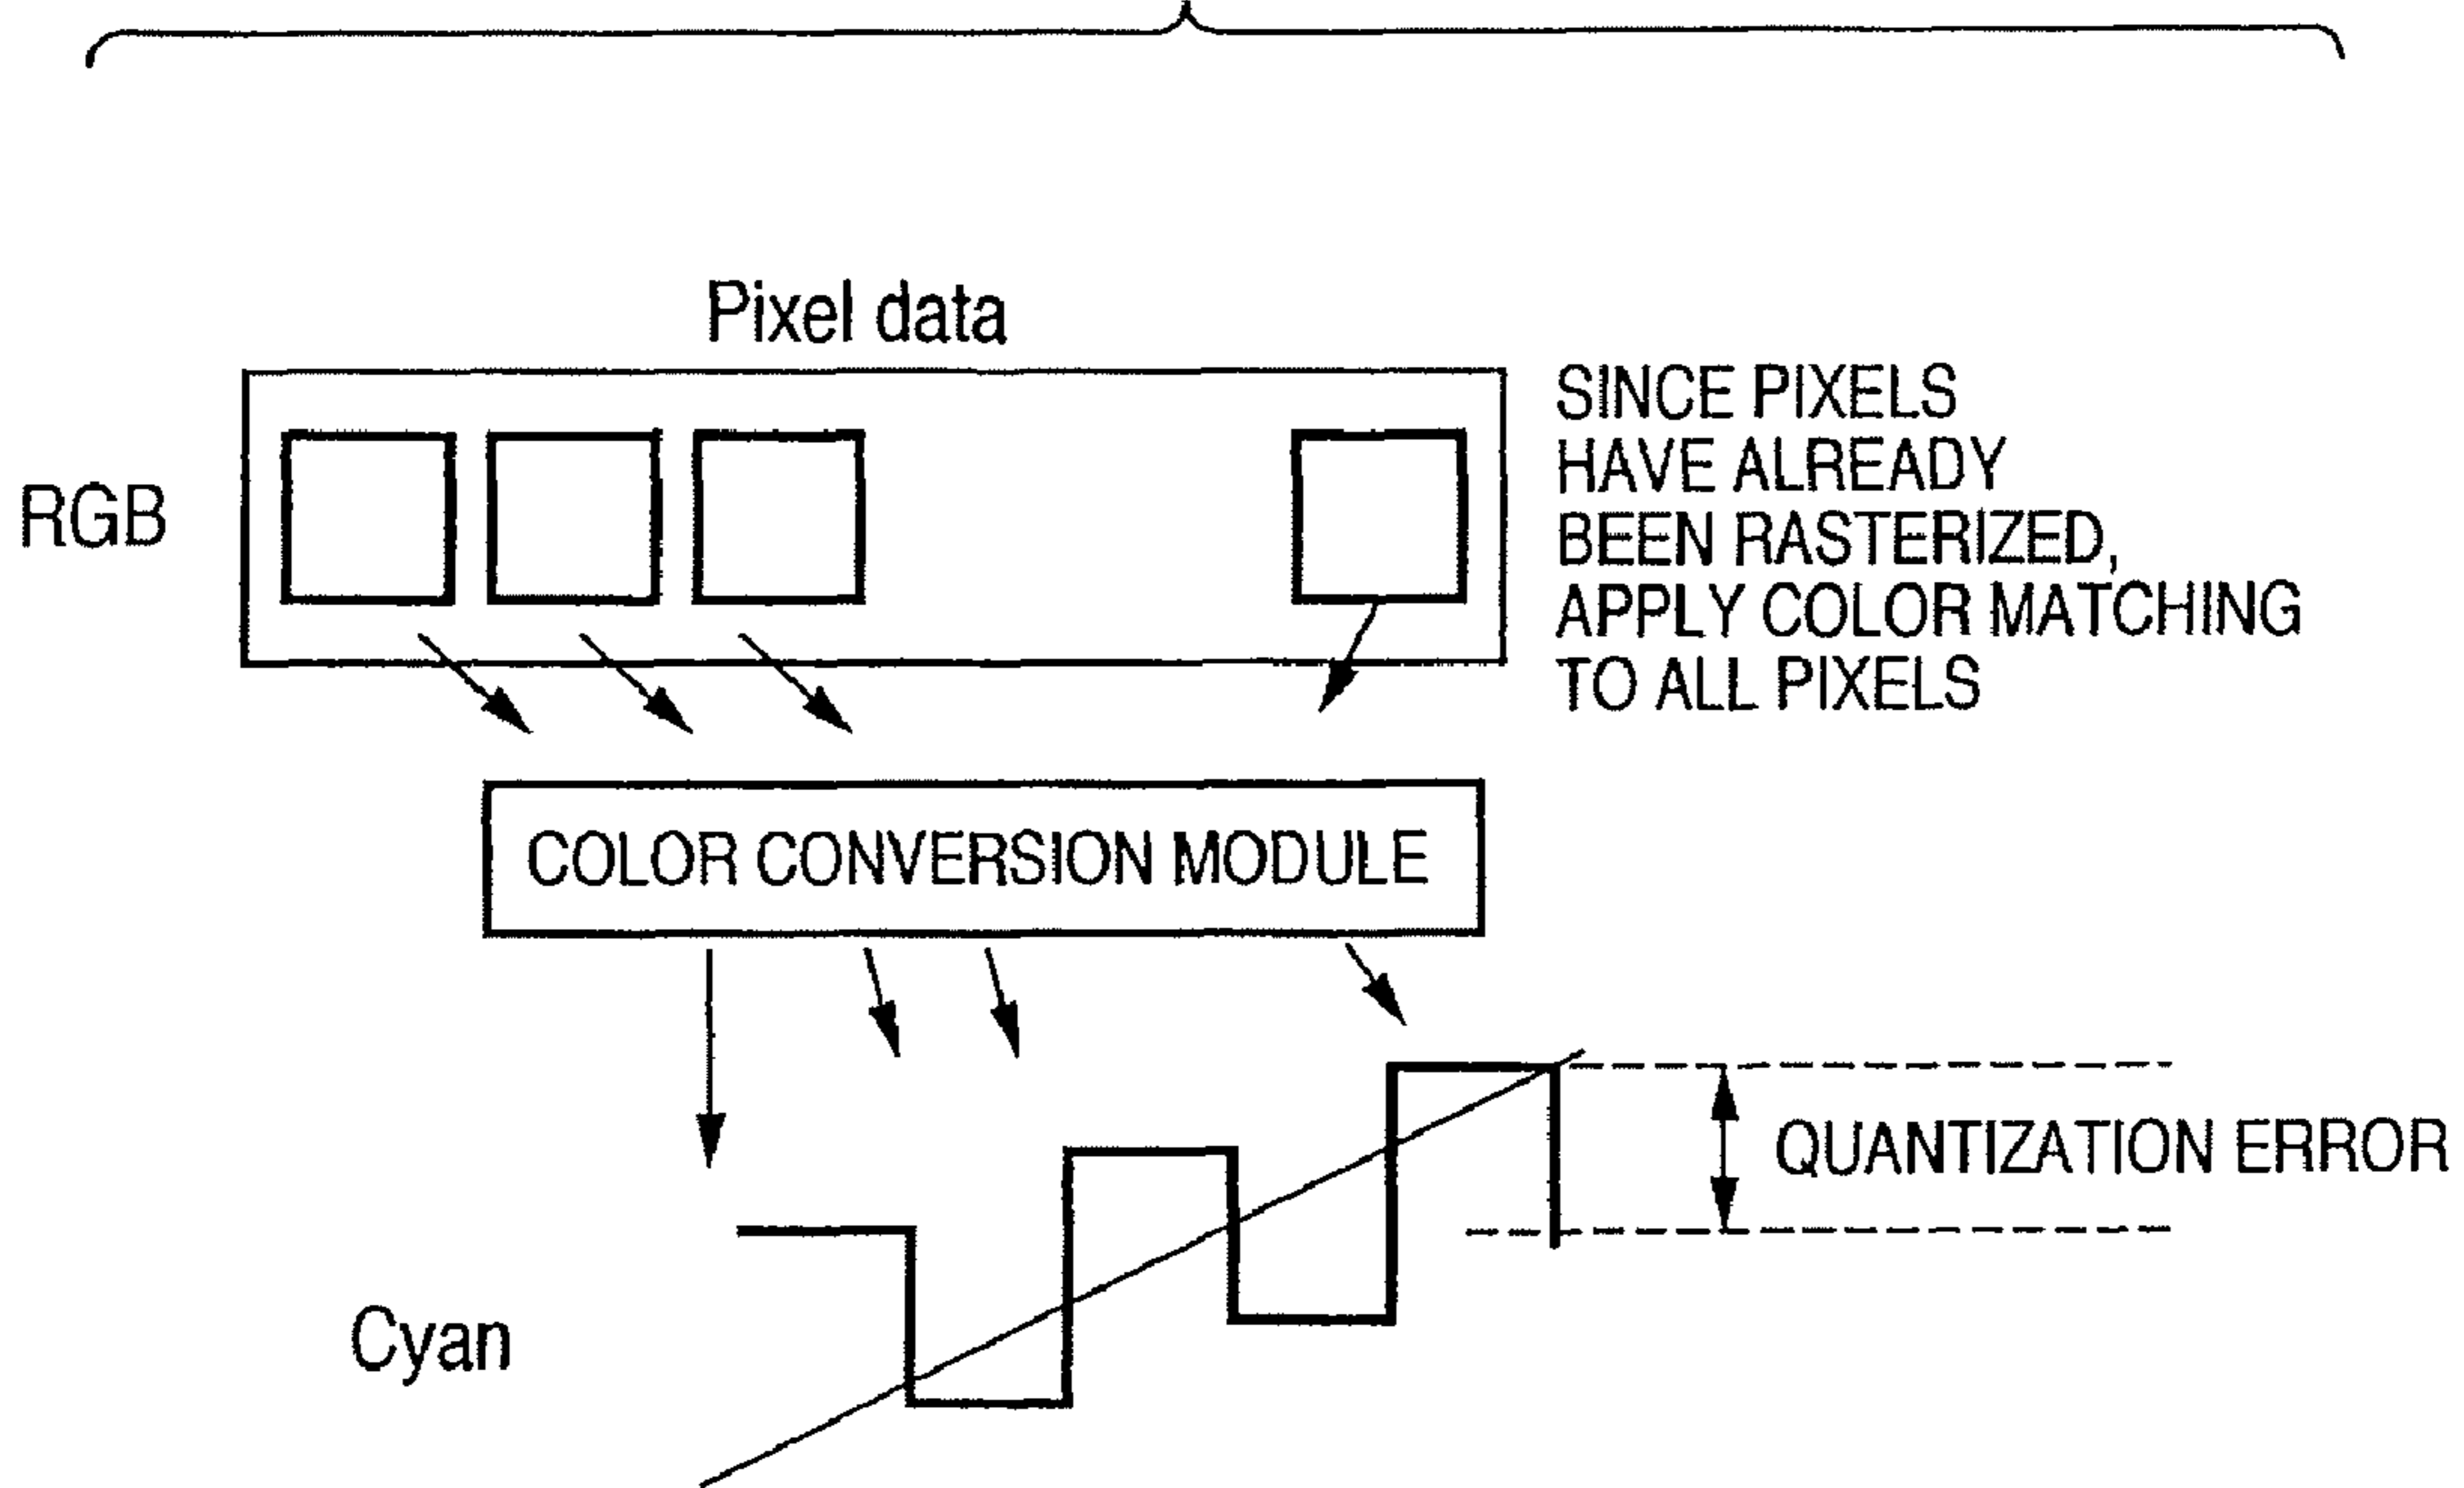 Pixel data
RGB
SINCE PIXELS
HAVE ALREADY
BEEN RASTERIZED,
APPLY COLOR MATCHING
TO ALL PIXELS
COLOR CONVERSION MODULE
QUANTIZATION ERROR
Cyan